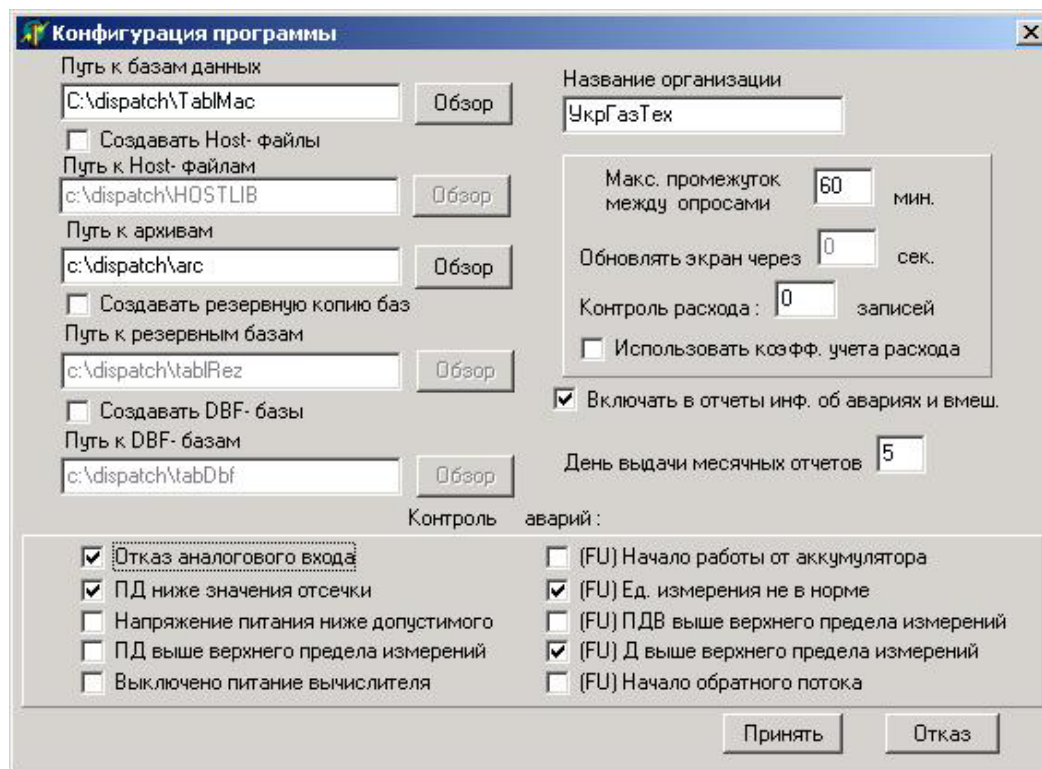 Конфигурация программы
Путь к базам данных
C:\dispatch\TablMac
Обзор
Создавать Host- файлы
Путь к Host- файлам
c:\dispatch\HOSTLIB
Обзор
Путь к архивам
c:\dispatch\arc
Обзор
Создавать резервную копию баз
Путь к резервным базам
c:\dispatch\tablRez
Обзор
Создавать DBF- базы
Путь к DBF- базам
c:\dispatch\tabDbf
Обзор
Название организации
УкрГазТех
Макс. промежуток
между опросами
60
мин.
Обновлять экран через
0
сек.
Контроль расхода :
0
записей
Использовать коэфф. учета расхода
Включать в отчеты инф. об авариях и вмеш.
День выдачи месячных отчетов
5
Контроль аварий :
Отказ аналогового входа
ПД ниже значения отсечки
Напряжение питания ниже допустимого
ПД выше верхнего предела измерений
Выключено питание вычислителя
(FU) Начало работы от аккумулятора
(FU) Ед. измерения не в норме
(FU) ПДВ выше верхнего предела измерений
(FU) Д выше верхнего предела измерений
(FU) Начало обратного потока
Принять
Отказ